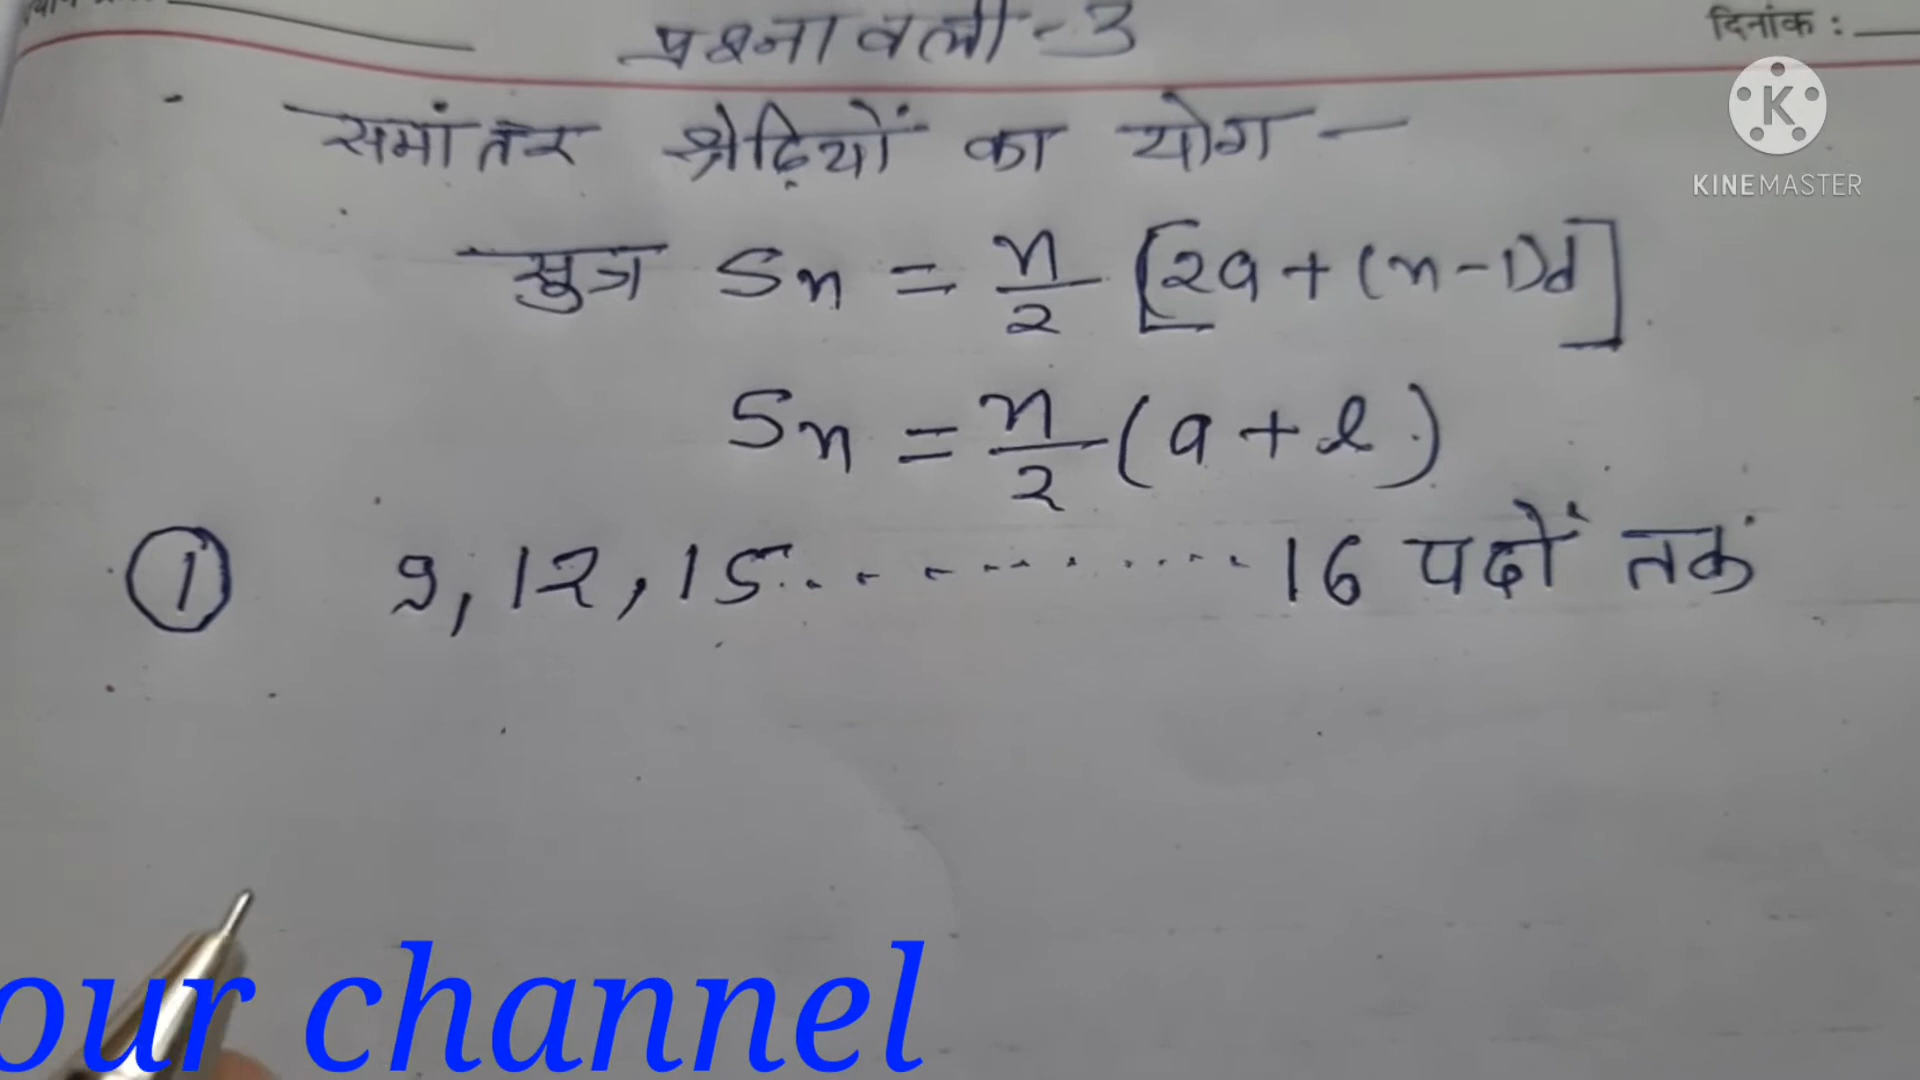 प्रश्नावली-3
दिनांक :
KINEMASTER
समांतर श्रेढ़ियों का योग -
सुत्र Sn = n/2 [2a + (n-1)d]
Sn = n/2 (a + l)
① 9, 12, 15 ........... 16 पदों तक
our channel